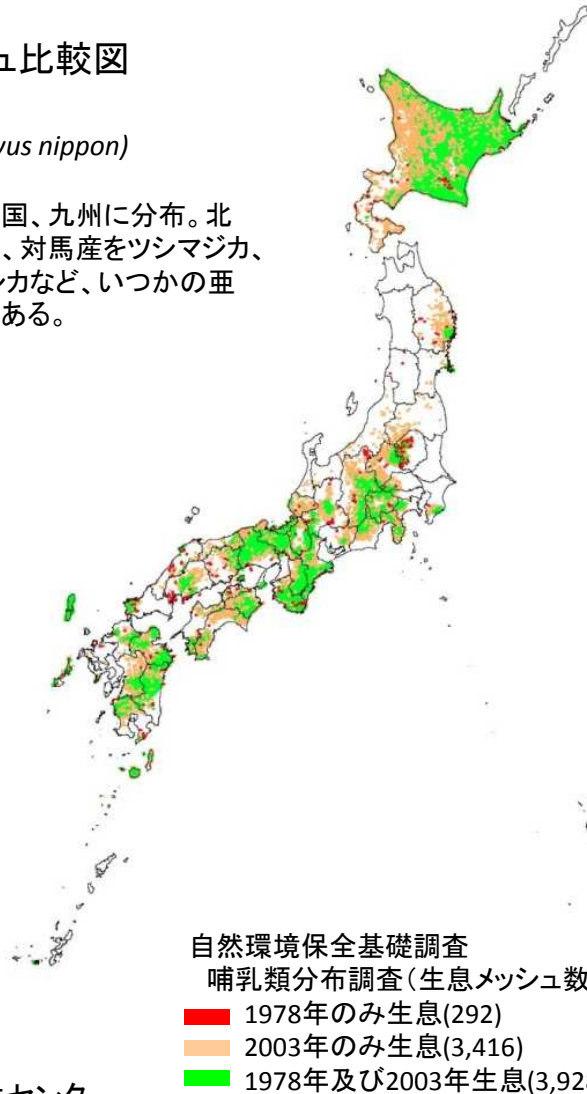 ュ比較図
vus nippon)
国、九州に分布。北
、対馬産をツシマジカ、
シカなど、いつかの亜
ある。
自然環境保全基礎調査
哺乳類分布調査(生息メッシュ数
1978年のみ生息(292)
2003年のみ生息(3,416)
1978年及び2003年生息(3,92
センタ